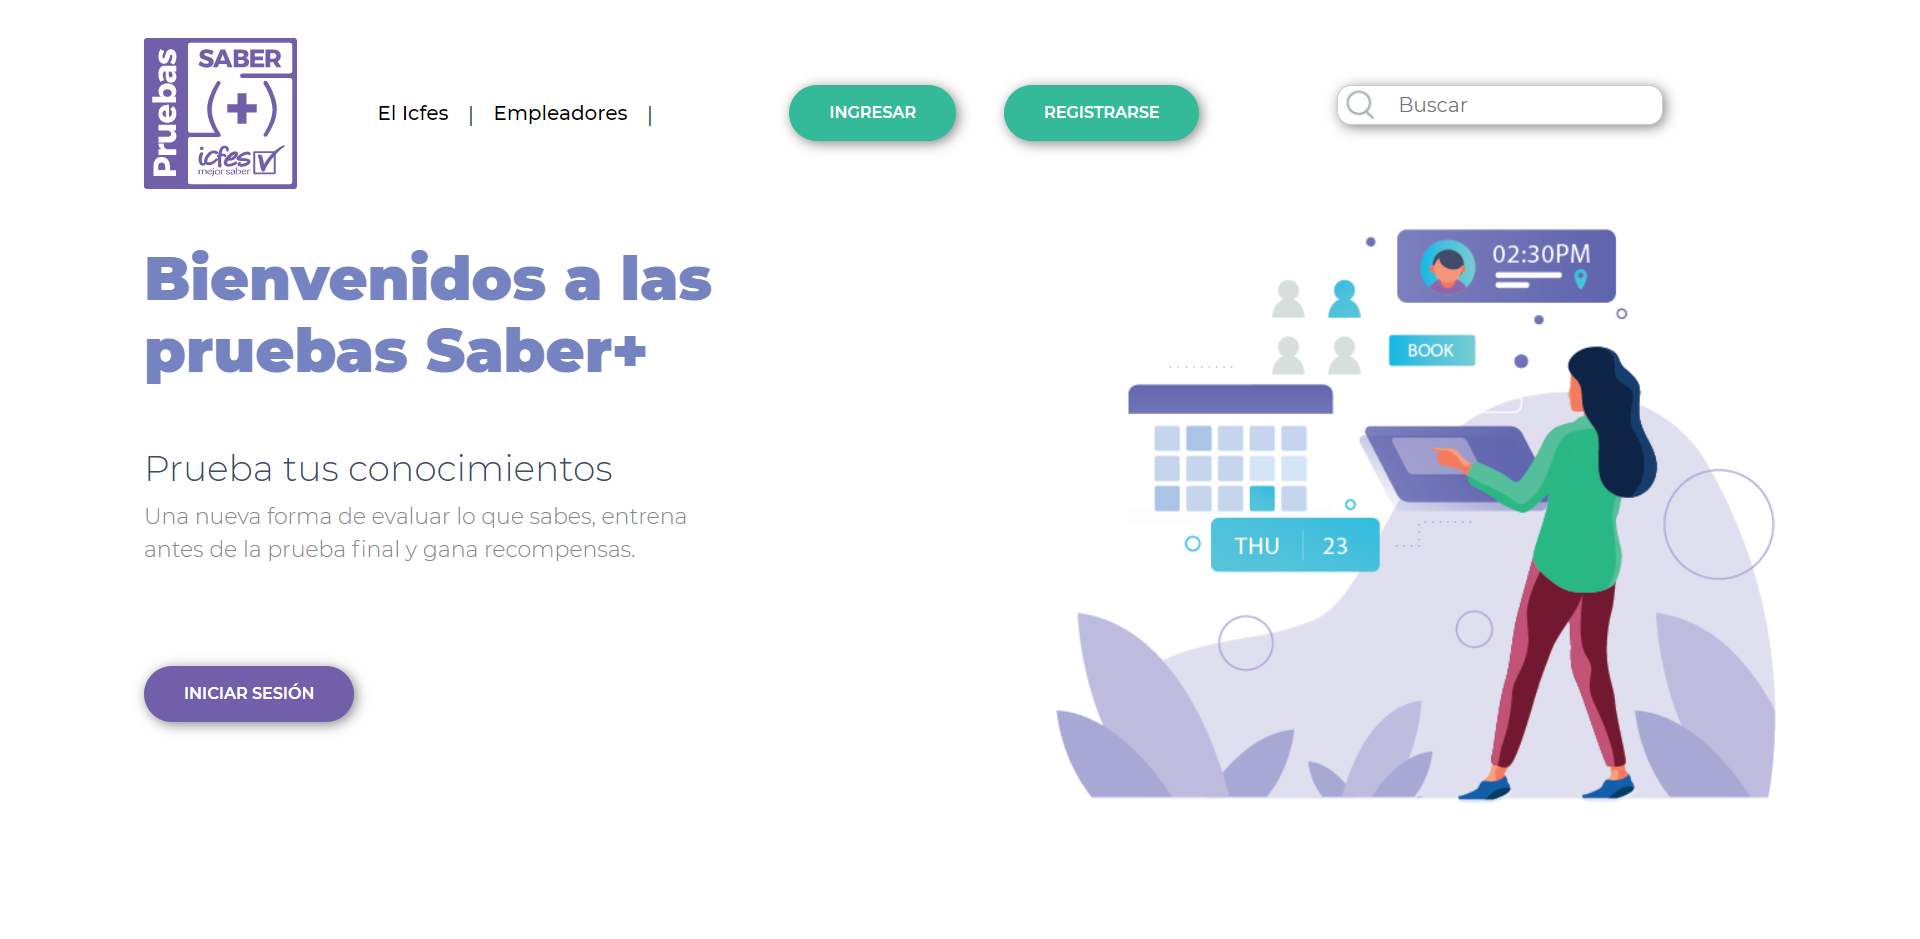 Pruebas
SABER
(+)
icfes
mejor saber
El Icfes | Empleadores |
INGRESAR
REGISTRARSE
Buscar
Bienvenidos a las
pruebas Saber+
Prueba tus conocimientos
Una nueva forma de evaluar lo que sabes, entrena
antes de la prueba final y gana recompensas.
INICIAR SESIÓN
02:30PM
BOOK
THU | 23